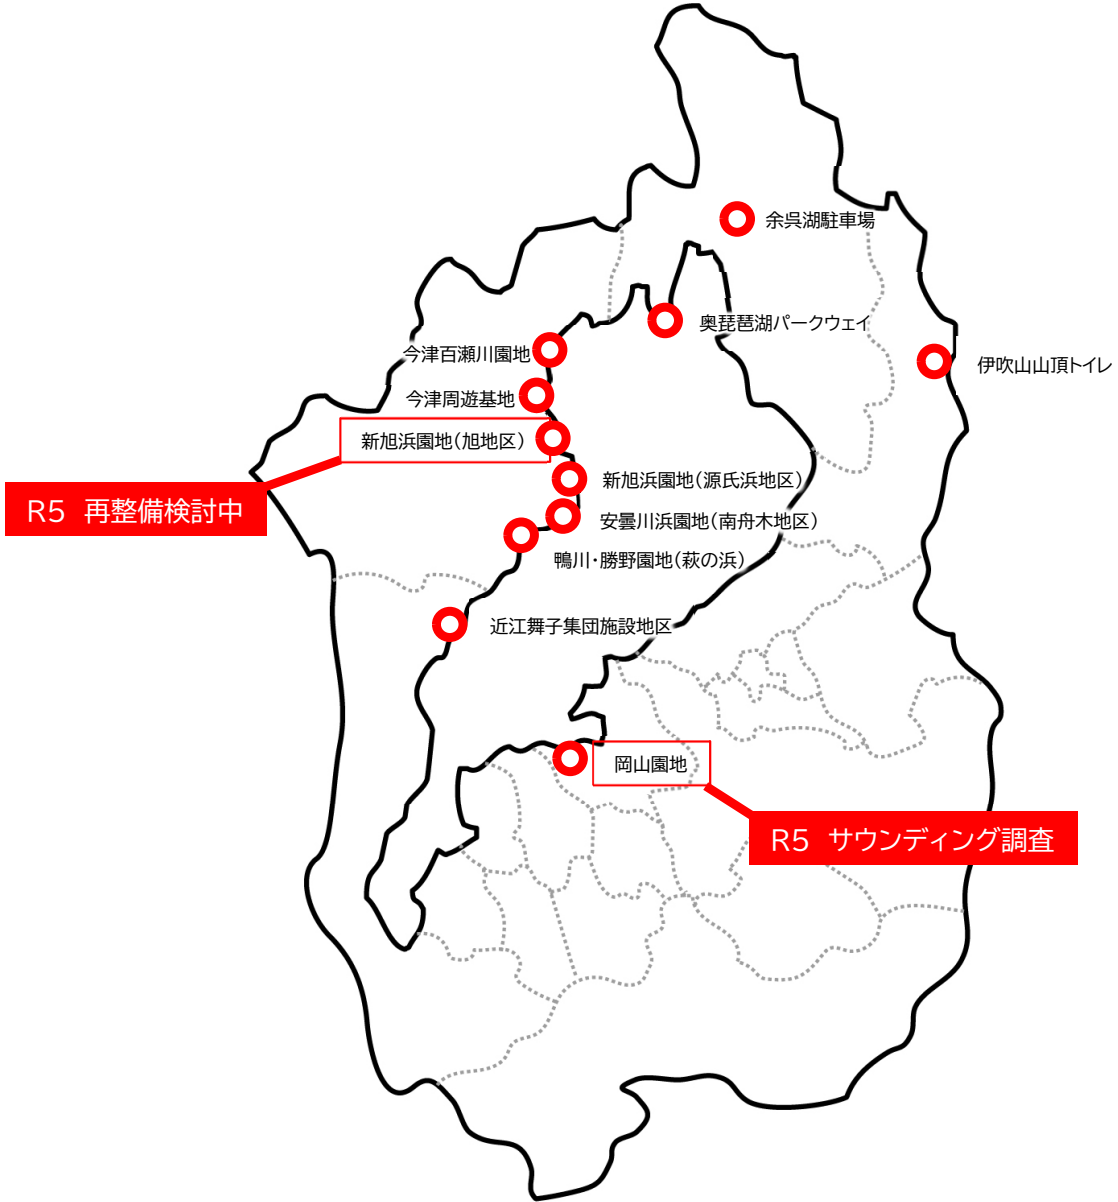 余呉湖駐車場
奥琵琶湖パークウェイ
今津百瀬川園地
伊吹山山頂トイレ
今津周遊基地
新旭浜園地(旭地区)
新旭浜園地(源氏浜地区)
R5 再整備検討中
安曇川浜園地(南舟木地区)
鴨川・勝野園地(萩の浜)
近江舞子集団施設地区
岡山園地
R5 サウンディング調査